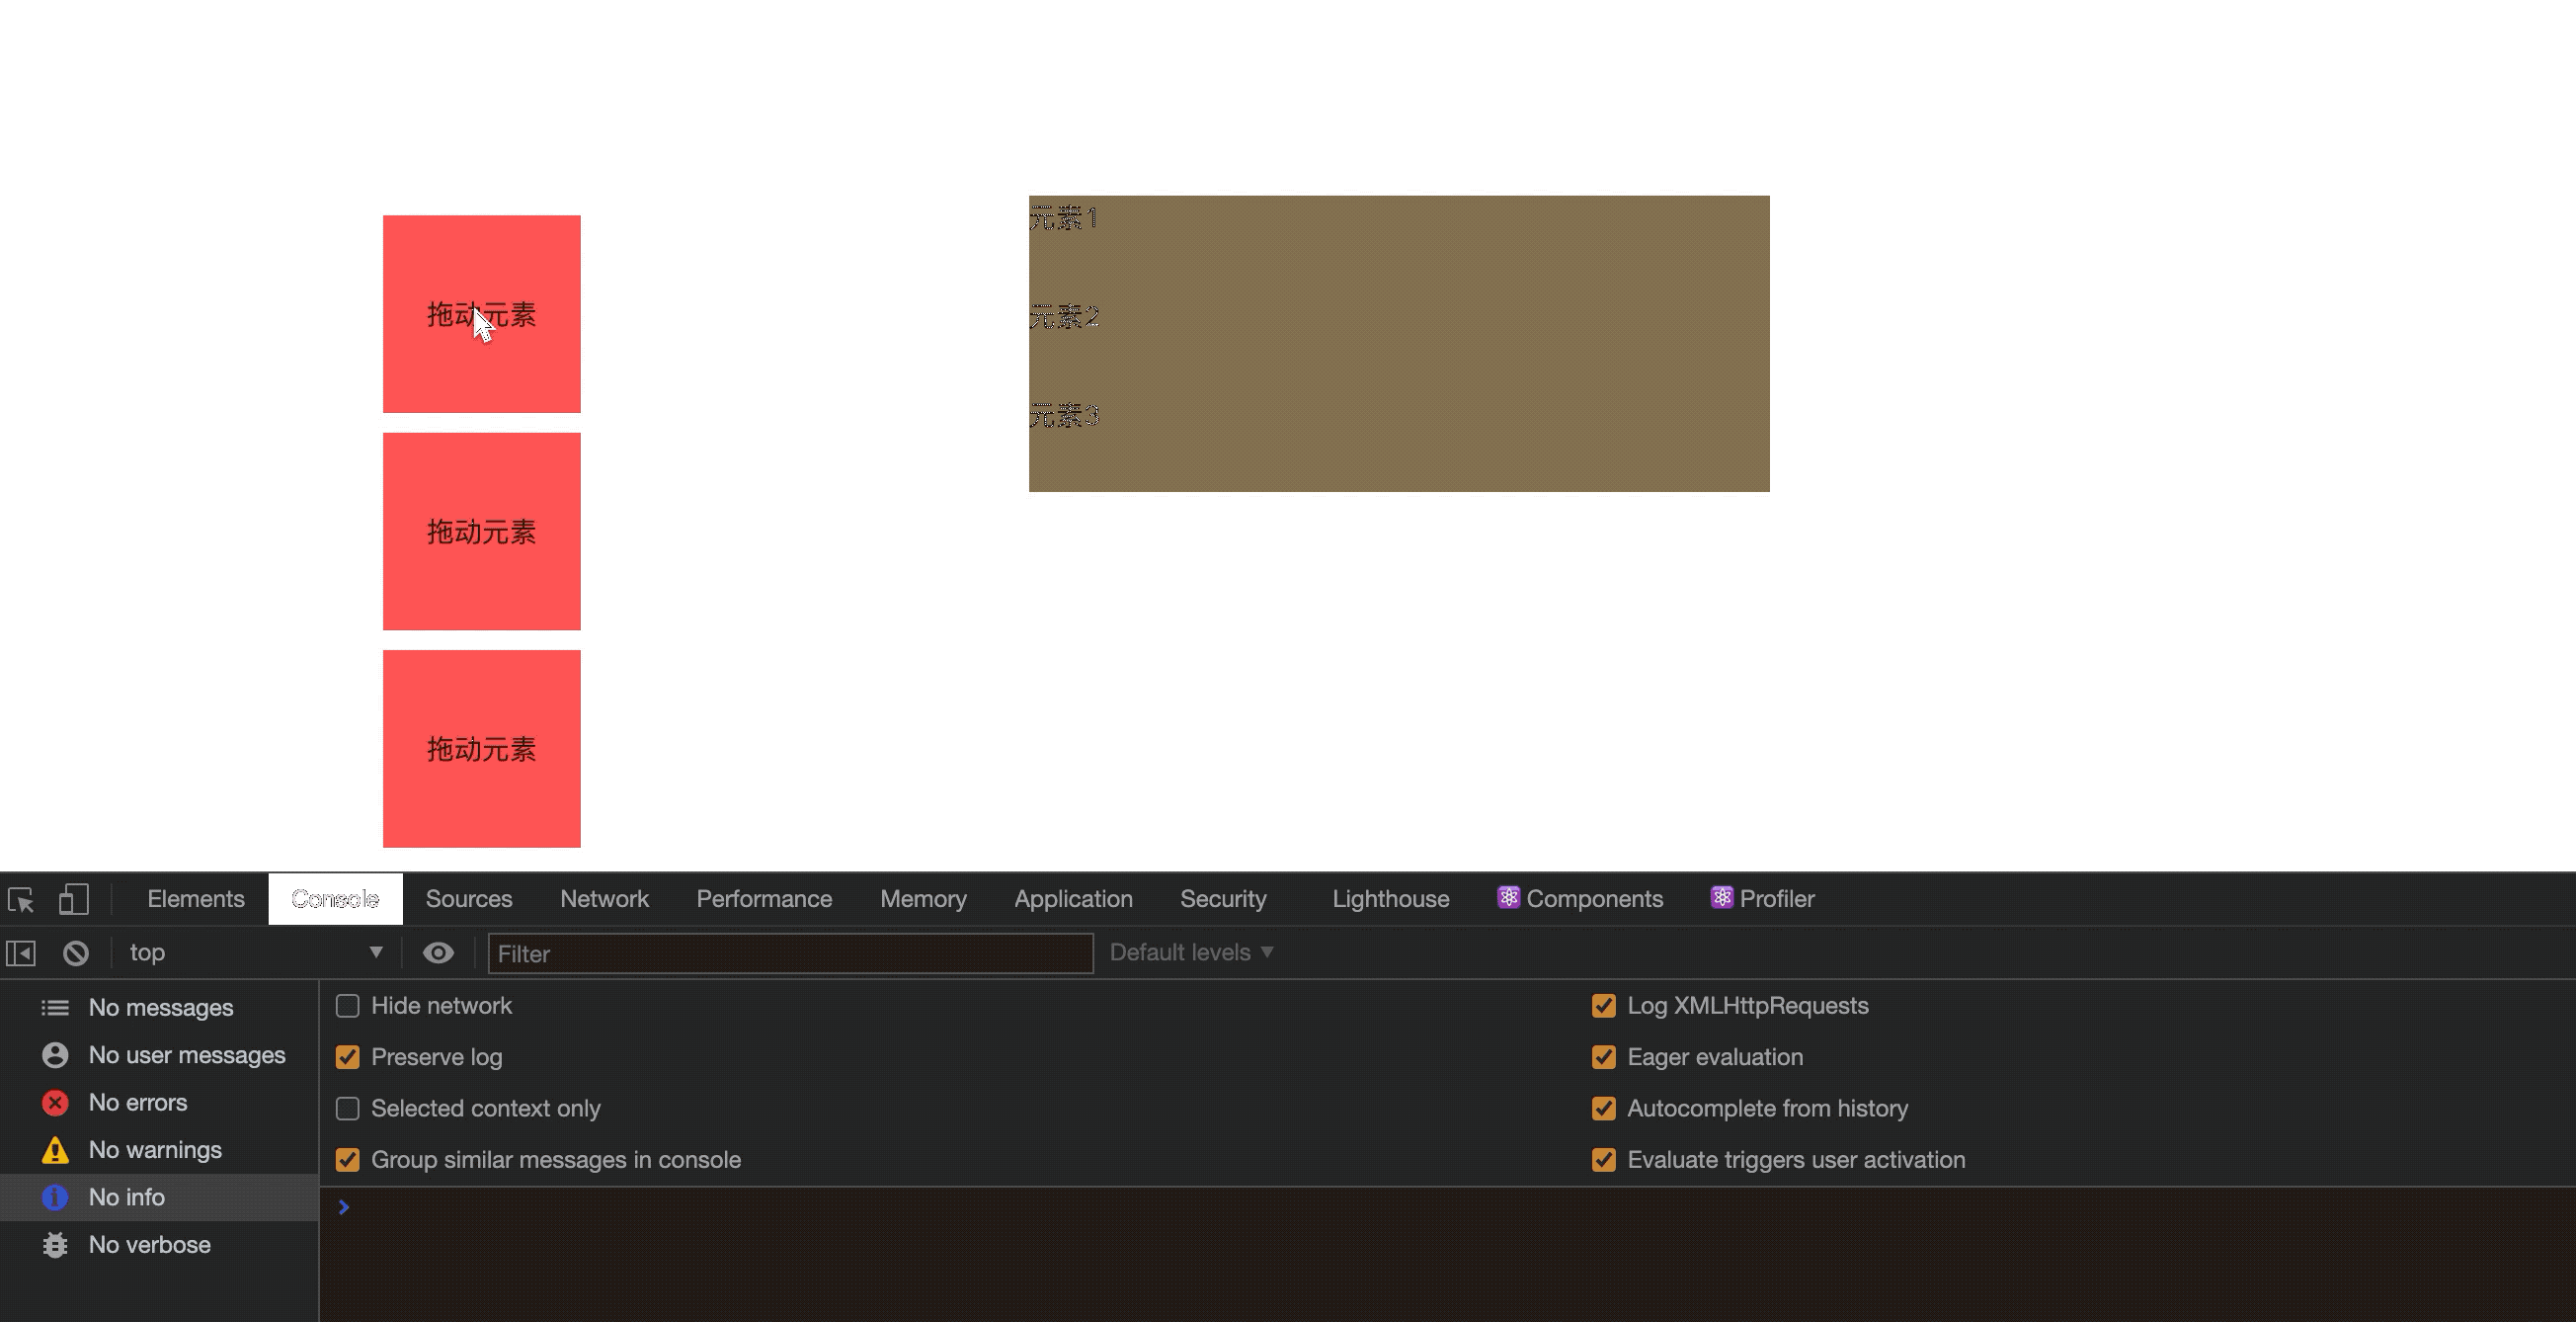 拖动元素
拖动元素
拖动元素
元素1
元素2
元素3
Elements Console Sources Network Performance Memory Application Security Lighthouse Components Profiler
top Filter Default levels
No messages
No user messages
No errors
No warnings
No info
No verbose
Hide network
Preserve log
Selected context only
Group similar messages in console
Log XMLHttpRequests
Eager evaluation
Autocomplete from history
Evaluate triggers user activation